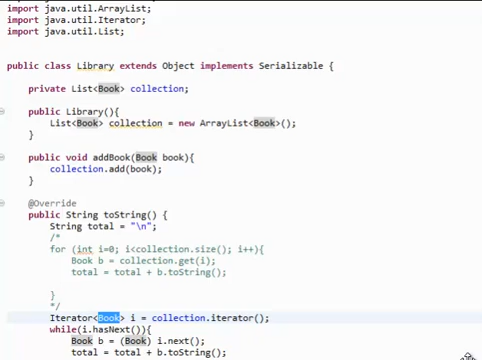 import java.util.ArrayList;
import java.util.Iterator;
import java.util.List;
public class Library extends Object implements Serializable {
private List<Book> collection;
public Library(){
List<Book> collection = new ArrayList<Book>();
}
public void addBook(Book book){
collection.add(book);
}
@Override
public String toString() {
String total = "\n";
/*
for (int i=0; i<collection.size(); i++){
Book b = collection.get(i);
total = total + b.toString();
}
*/
Iterator<Book> i = collection.iterator();
while(i.hasNext()){
Book b = (Book) i.next();
total = total + b.toString();